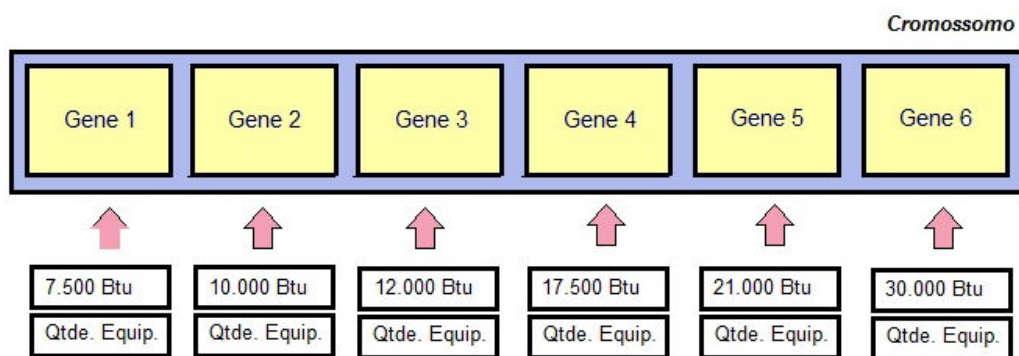 Cromossomo
Gene 1 Gene 2 Gene 3 Gene 4 Gene 5 Gene 6
7.500 Btu 10.000 Btu 12.000 Btu 17.500 Btu 21.000 Btu 30.000 Btu
Qtde. Equip. Qtde. Equip. Qtde. Equip. Qtde. Equip. Qtde. Equip. Qtde. Equip.